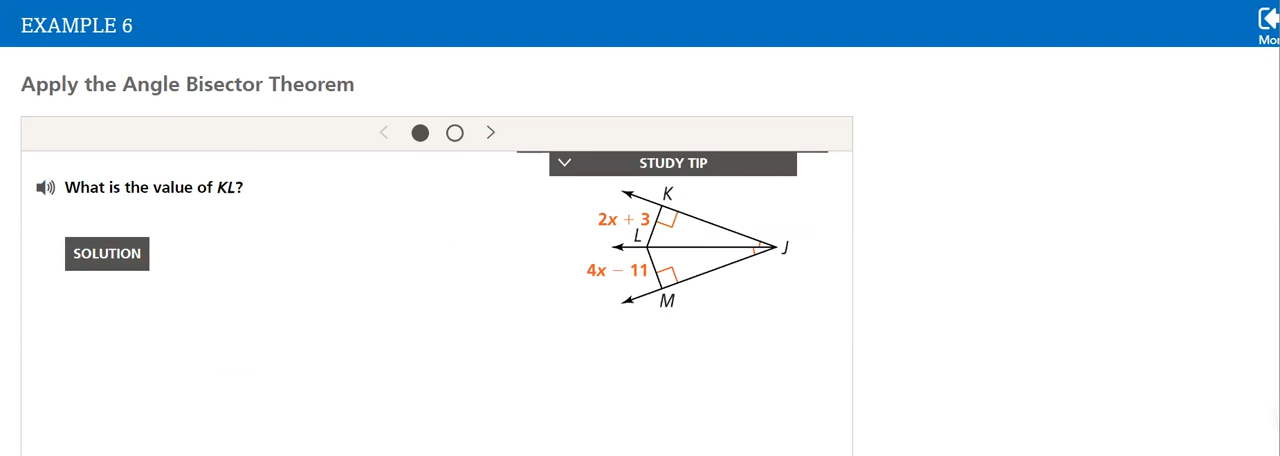 EXAMPLE 6
Apply the Angle Bisector Theorem
STUDY TIP
What is the value of KL?
SOLUTION
K
2x + 3
L
J
4x − 11
M